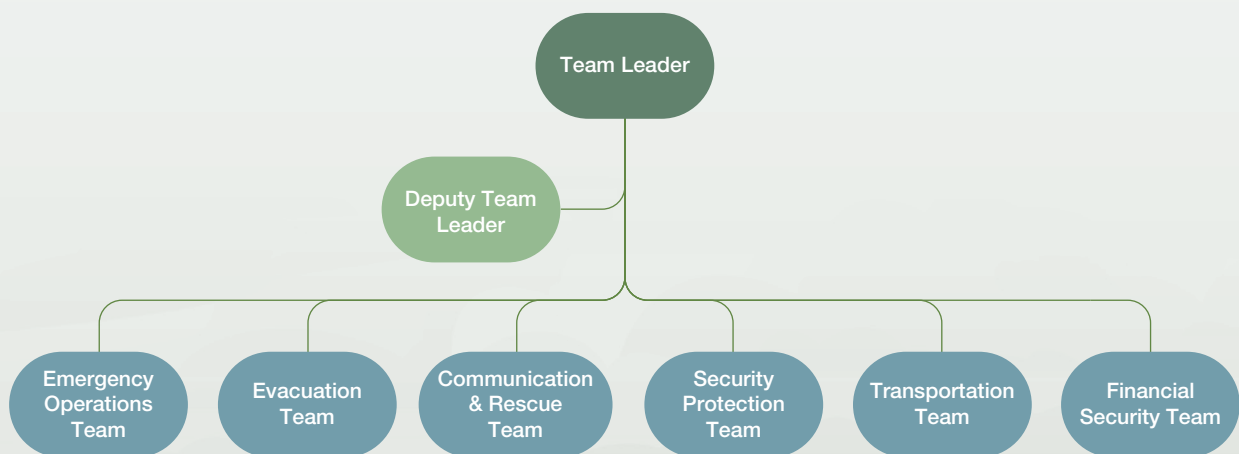 Team Leader
Deputy Team
Leader
Emergency
Operations
Team
Evacuation
Team
Communication
& Rescue
Team
Security
Protection
Team
Transportation
Team
Financial
Security Team